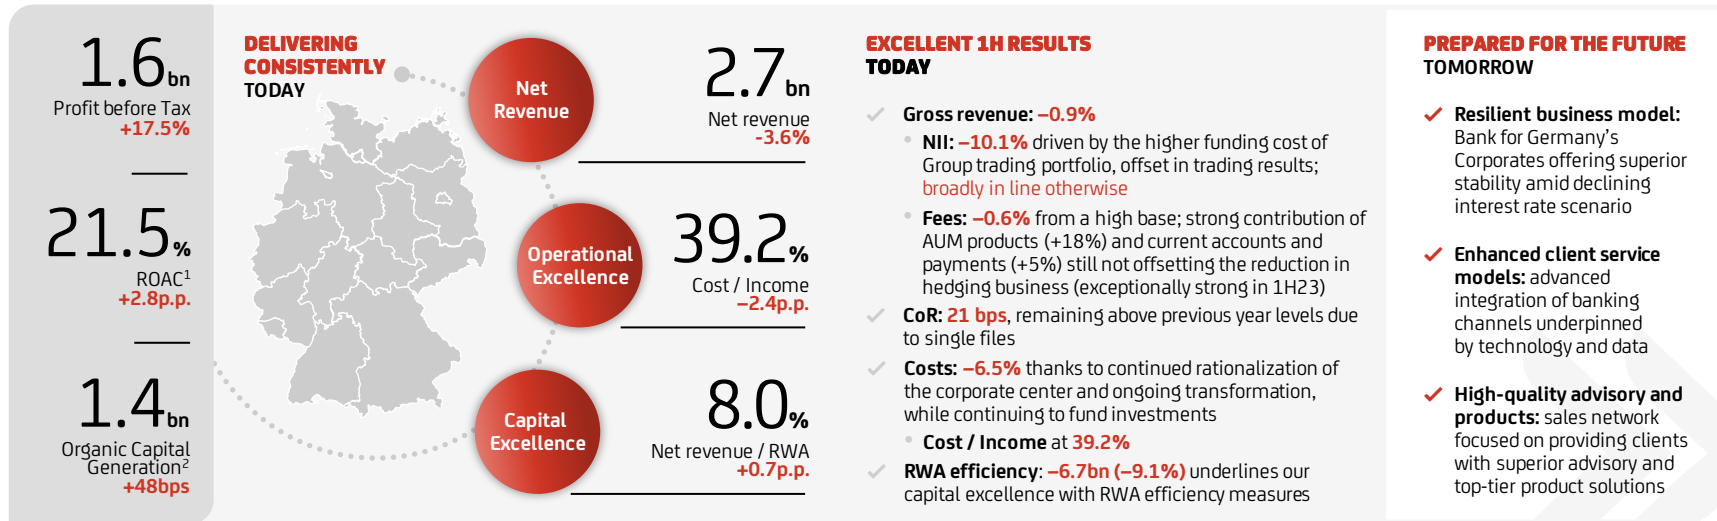 1.6 bn
Profit before Tax
+17.5%
21.5 %
ROAC1
+2.8p.p.
1.4 bn
Organic Capital
Generation2
+48bps
DELIVERING
CONSISTENTLY
TODAY
Net
Revenue
2.7 bn
Net revenue
-3.6%
Operational
Excellence
39.2 %
Cost / Income
–2.4p.p.
Capital
Excellence
8.0 %
Net revenue / RWA
+0.7p.p.
EXCELLENT 1H RESULTS
TODAY
Gross revenue: –0.9%
NII: –10.1% driven by the higher funding cost of
Group trading portfolio, offset in trading results;
broadly in line otherwise
Fees: –0.6% from a high base; strong contribution of
AUM products (+18%) and current accounts and
payments (+5%) still not offsetting the reduction in
hedging business (exceptionally strong in 1H23)
CoR: 21 bps, remaining above previous year levels due
to single files
Costs: –6.5% thanks to continued rationalization of
the corporate center and ongoing transformation,
while continuing to fund investments
Cost / Income at 39.2%
RWA efficiency: –6.7bn (–9.1%) underlines our
capital excellence with RWA efficiency measures
PREPARED FOR THE FUTURE
TOMORROW
Resilient business model:
Bank for Germany's
Corporates offering superior
stability amid declining
interest rate scenario
Enhanced client service
models: advanced
integration of banking
channels underpinned
by technology and data
High-quality advisory and
products: sales network
focused on providing clients
with superior advisory and
top-tier product solutions